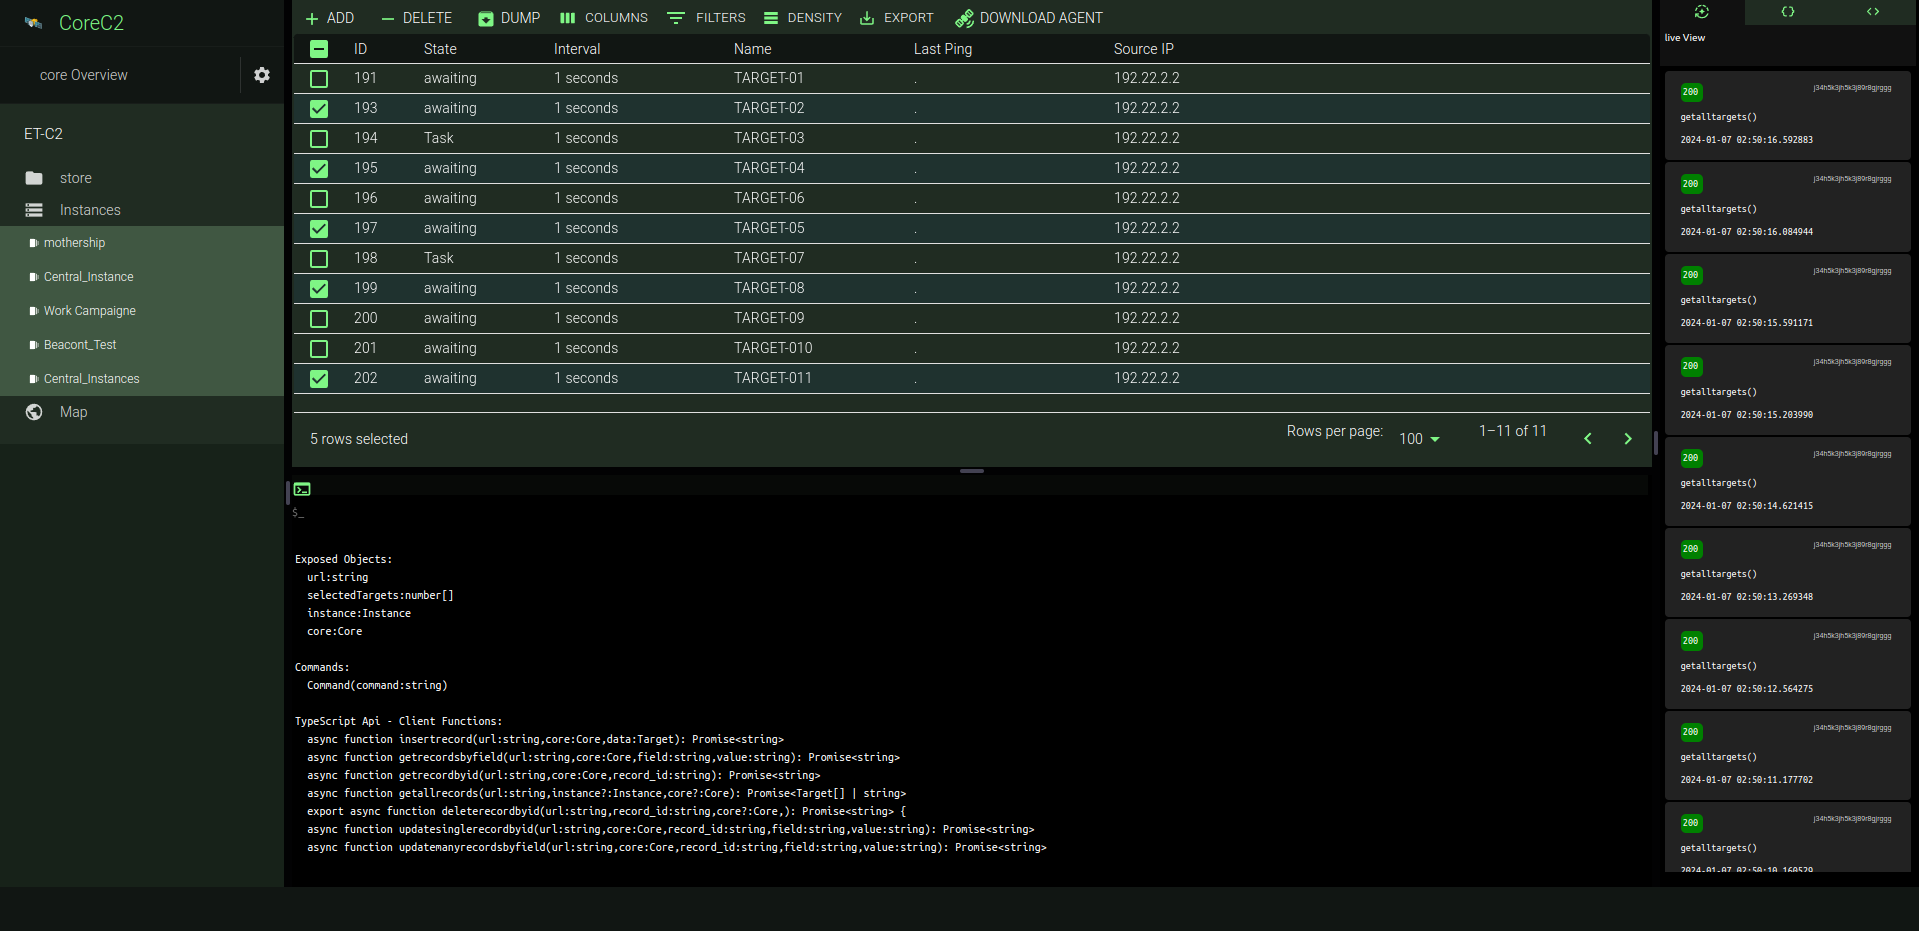 CoreC2
core Overview
ET-C2
store
Instances
mothership
Central_Instance
Work Campaigne
Beacont_Test
Central_Instances
Map
ADD DELETE DUMP COLUMNS FILTERS DENSITY EXPORT DOWNLOAD AGENT
ID State Interval Name Last Ping Source IP
191 awaiting 1 seconds TARGET-01 . 192.22.2.2
193 awaiting 1 seconds TARGET-02 . 192.22.2.2
194 Task 1 seconds TARGET-03 . 192.22.2.2
195 awaiting 1 seconds TARGET-04 . 192.22.2.2
196 awaiting 1 seconds TARGET-06 . 192.22.2.2
197 awaiting 1 seconds TARGET-05 . 192.22.2.2
198 Task 1 seconds TARGET-07 . 192.22.2.2
199 awaiting 1 seconds TARGET-08 . 192.22.2.2
200 awaiting 1 seconds TARGET-09 . 192.22.2.2
201 awaiting 1 seconds TARGET-010 . 192.22.2.2
202 awaiting 1 seconds TARGET-011 . 192.22.2.2
5 rows selected Rows per page: 100 1–11 of 11
$_
Exposed Objects:
url:string
selectedTargets:number[]
instance:Instance
core:Core
Commands:
Command(command:string)
TypeScript Api - Client Functions:
async function insertrecord(url:string,core:Core,data:Target): Promise<string>
async function getrecordsbyfield(url:string,core:Core,field:string,value:string): Promise<string>
async function getrecordbyid(url:string,core:Core,record_id:string): Promise<string>
async function getallrecords(url:string,instance?:Instance,core?:Core): Promise<Target[] | string>
export async function deleterecordbyid(url:string,record_id:string,core?:Core,): Promise<string> {
async function updatesinglerecordbyid(url:string,core:Core,record_id:string,field:string,value:string): Promise<string>
async function updatemanyrecordsbyfield(url:string,core:Core,record_id:string,field:string,value:string): Promise<string>
live View
200 j34h5k3jh5k3j89r8gjrggg
getalltargets()
2024-01-07 02:50:16.592883
200 j34h5k3jh5k3j89r8gjrggg
getalltargets()
2024-01-07 02:50:16.084944
200 j34h5k3jh5k3j89r8gjrggg
getalltargets()
2024-01-07 02:50:15.591171
200 j34h5k3jh5k3j89r8gjrggg
getalltargets()
2024-01-07 02:50:15.203990
200 j34h5k3jh5k3j89r8gjrggg
getalltargets()
2024-01-07 02:50:14.621415
200 j34h5k3jh5k3j89r8gjrggg
getalltargets()
2024-01-07 02:50:13.269348
200 j34h5k3jh5k3j89r8gjrggg
getalltargets()
2024-01-07 02:50:12.564275
200 j34h5k3jh5k3j89r8gjrggg
getalltargets()
2024-01-07 02:50:11.177702
200 j34h5k3jh5k3j89r8gjrggg
getalltargets()
2024-01-07 02:50:10.160529